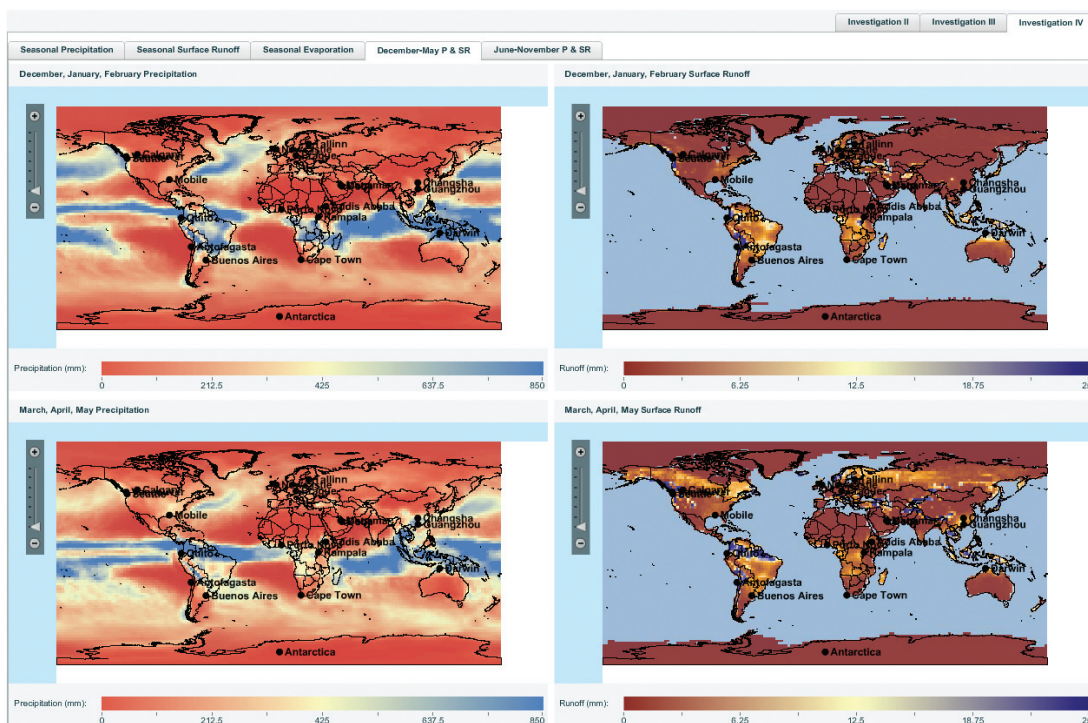 Investigation II Investigation III Investigation IV
Seasonal Precipitation Seasonal Surface Runoff Seasonal Evaporation December-May P & SR June-November P & SR
December, January, February Precipitation
Tallinn
Mobile
Changsha
Guangzhou
Addis Ababa
Quito
Kampala
Darwin
Antofagasta
Buenos Aires
Cape Town
Antarctica
Precipitation (mm):
0 212.5 425 637.5 850
December, January, February Surface Runoff
Tallinn
Mobile
Changsha
Guangzhou
Addis Ababa
Quito
Kampala
Darwin
Antofagasta
Buenos Aires
Cape Town
Antarctica
Runoff (mm):
0 6.25 12.5 18.75
March, April, May Precipitation
Tallinn
Mobile
Changsha
Guangzhou
Addis Ababa
Quito
Kampala
Darwin
Antofagasta
Buenos Aires
Cape Town
Antarctica
Precipitation (mm):
0 212.5 425 637.5 850
March, April, May Surface Runoff
Tallinn
Mobile
Changsha
Guangzhou
Addis Ababa
Quito
Kampala
Darwin
Antofagasta
Buenos Aires
Cape Town
Antarctica
Runoff (mm):
0 6.25 12.5 18.75